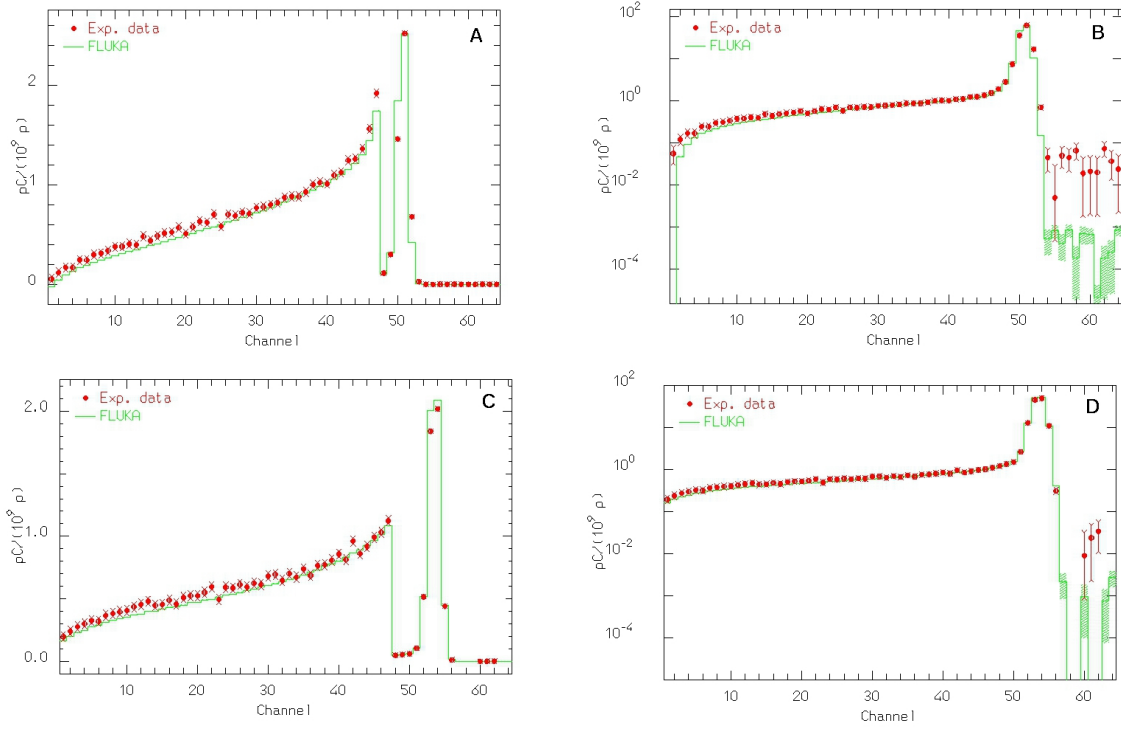 Exp. data
FLUKA
A
2
1
0
pC/(10⁹ p)
10 20 30 40 50 60
Channel
Exp. data
FLUKA
B
10²
10⁰
10⁻²
10⁻⁴
pC/(10⁹ p)
10 20 30 40 50 60
Channel
Exp. data
FLUKA
C
2.0
1.0
0.0
pC/(10⁹ p)
10 20 30 40 50 60
Channel
Exp. data
FLUKA
D
10²
10⁰
10⁻²
10⁻⁴
pC/(10⁹ p)
10 20 30 40 50 60
Channel